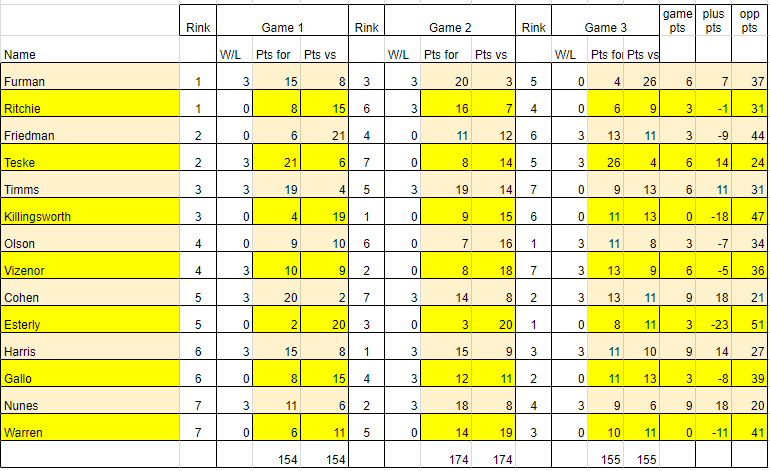 game plus opp
Rink Game 1 Rink Game 2 Rink Game 3 pts pts pts
Name W/L Pts for Pts vs W/L Pts for Pts vs W/L Pts for Pts vs
Furman 1 3 15 8 3 3 20 3 5 0 4 26 6 7 37
Ritchie 1 0 8 15 6 3 16 7 4 0 6 9 3 -1 31
Friedman 2 0 6 21 4 0 11 12 6 3 13 11 3 -9 44
Teske 2 3 21 6 7 0 8 14 5 3 26 4 6 14 24
Timms 3 3 19 4 5 3 19 14 7 0 9 13 6 11 31
Killingsworth 3 0 4 19 1 0 9 15 6 0 11 13 0 -18 47
Olson 4 0 9 10 6 0 7 16 1 3 11 8 3 -7 34
Vizenor 4 3 10 9 2 0 8 18 7 3 13 9 6 -5 36
Cohen 5 3 20 2 7 3 14 8 2 3 13 11 9 18 21
Esterly 5 0 2 20 3 0 3 20 1 0 8 11 3 -23 51
Harris 6 3 15 8 1 3 15 9 3 3 11 10 9 14 27
Gallo 6 0 8 15 4 3 12 11 2 0 11 13 3 -8 39
Nunes 7 3 11 6 2 3 18 8 4 3 9 6 9 18 20
Warren 7 0 6 11 5 0 14 19 3 0 10 11 0 -11 41
154 154 174 174 155 155